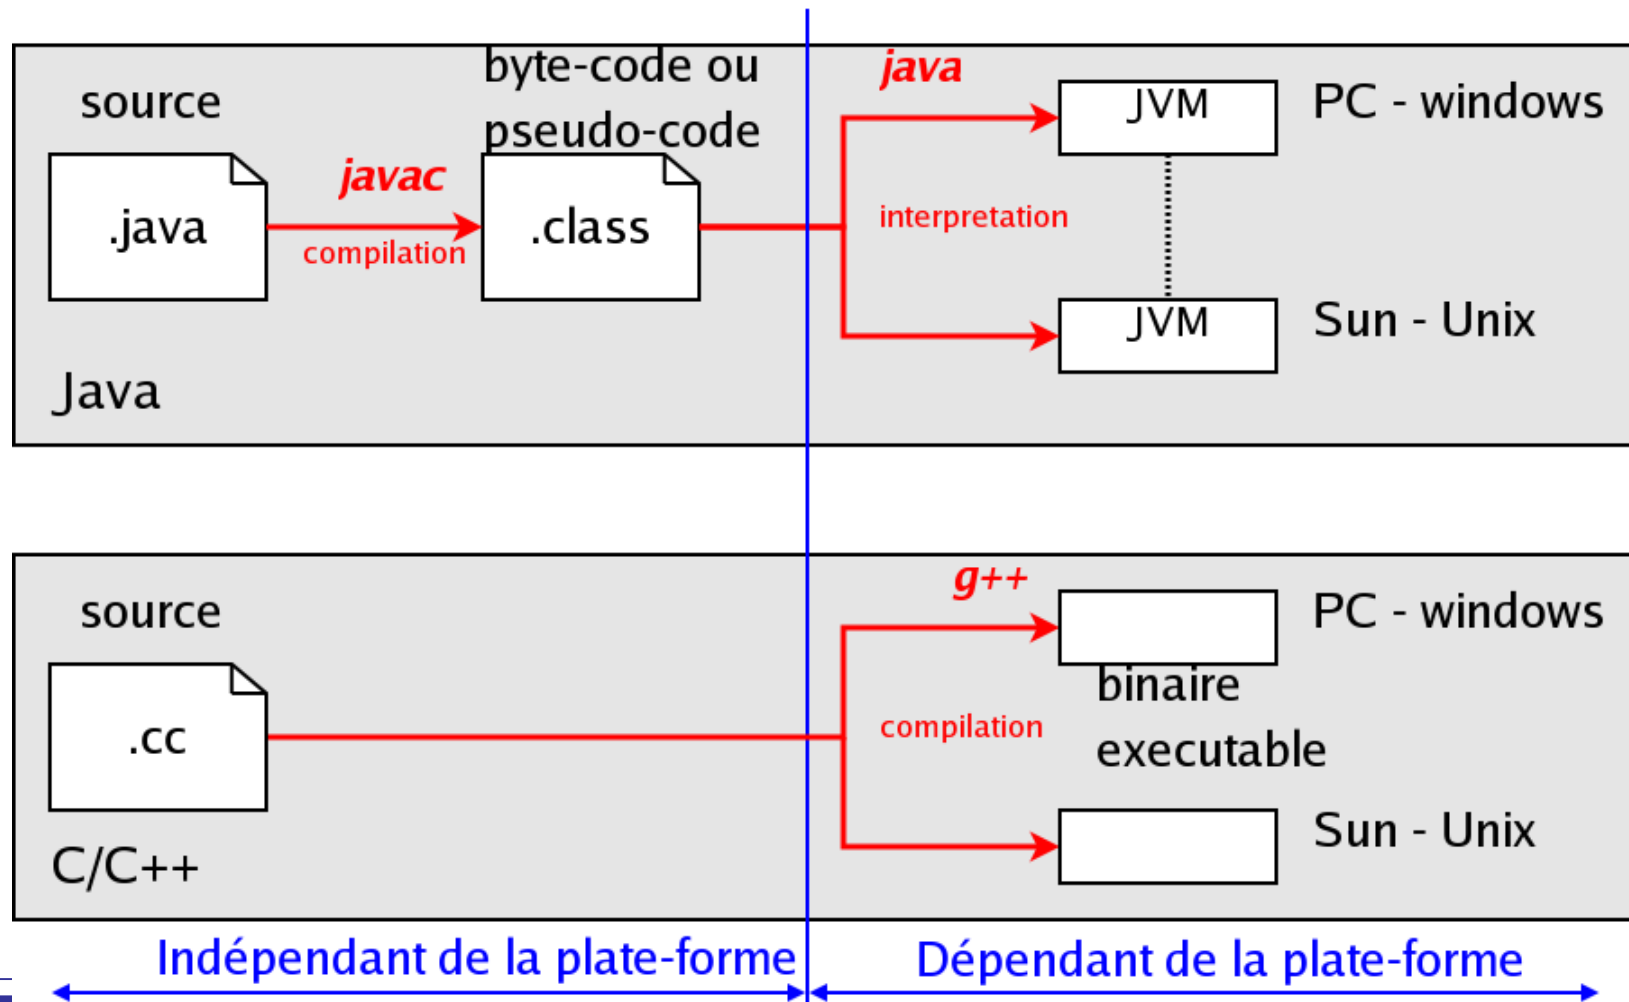 byte-code ou
pseudo-code
source
java
JVM
PC - windows
javac
.java
.class
compilation
interpretation
JVM
Sun - Unix
Java
source
g++
PC - windows
.cc
compilation
binaire
executable
Sun - Unix
C/C++
Indépendant de la plate-forme
Dépendant de la plate-forme